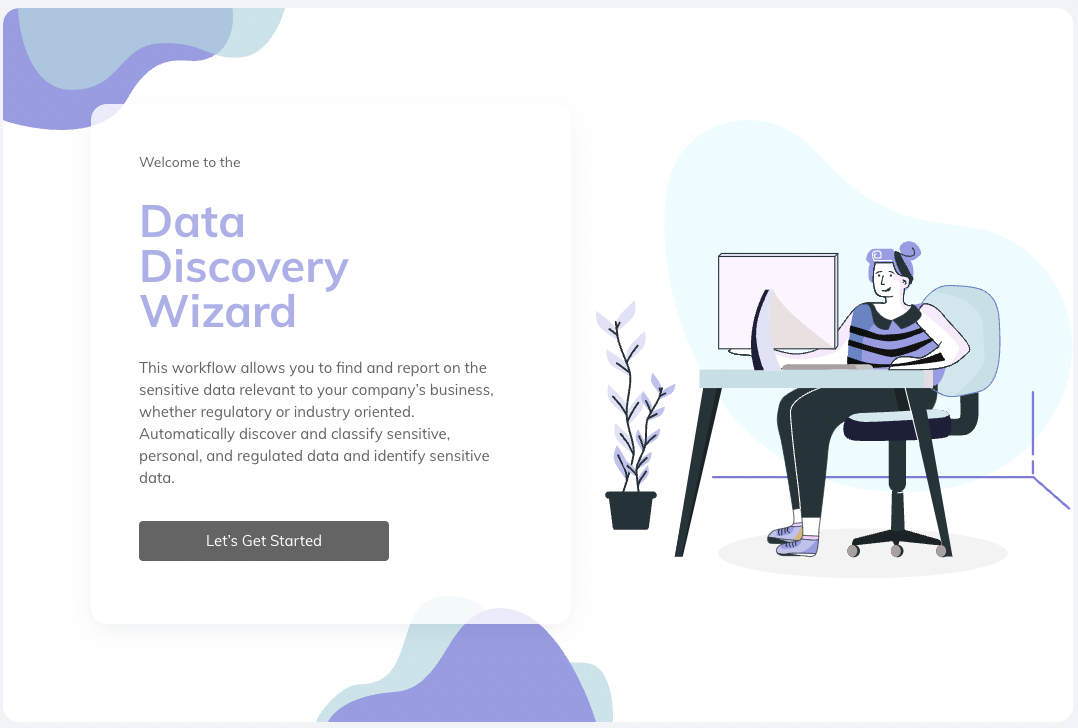 Welcome to the
Data
Discovery
Wizard
This workflow allows you to find and report on the
sensitive data relevant to your company’s business,
whether regulatory or industry oriented.
Automatically discover and classify sensitive,
personal, and regulated data and identify sensitive
data.
Let’s Get Started